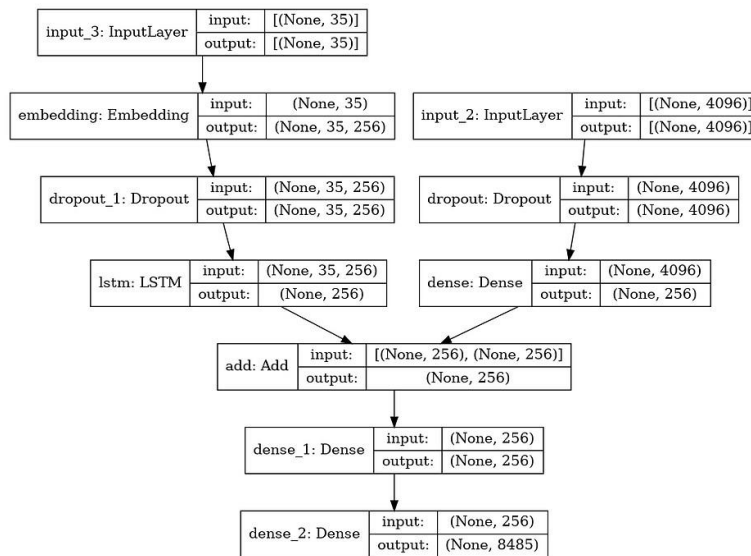 input_3: InputLayer
input: [(None, 35)]
output: [(None, 35)]
embedding: Embedding
input: (None, 35)
output: (None, 35, 256)
input_2: InputLayer
input: [(None, 4096)]
output: [(None, 4096)]
dropout_1: Dropout
input: (None, 35, 256)
output: (None, 35, 256)
dropout: Dropout
input: (None, 4096)
output: (None, 4096)
lstm: LSTM
input: (None, 35, 256)
output: (None, 256)
dense: Dense
input: (None, 4096)
output: (None, 256)
add: Add
input: [(None, 256), (None, 256)]
output: (None, 256)
dense_1: Dense
input: (None, 256)
output: (None, 256)
dense_2: Dense
input: (None, 256)
output: (None, 8485)